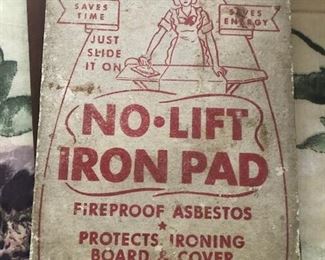 SAVES TIME
SAVES ENERGY
JUST
SLIDE
IT ON
NO•LIFT
IRON PAD
FIREPROOF ASBESTOS
PROTECTS IRONING
BOARD & COVER